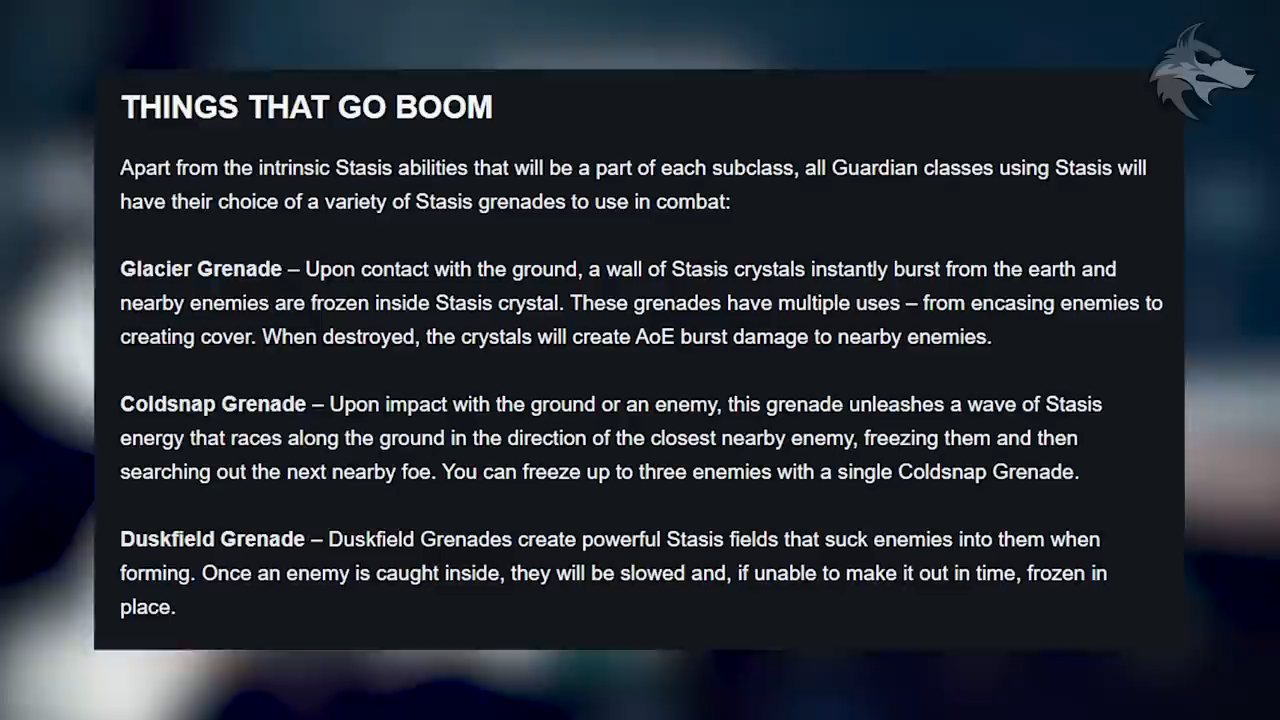 THINGS THAT GO BOOM
Apart from the intrinsic Stasis abilities that will be a part of each subclass, all Guardian classes using Stasis will
have their choice of a variety of Stasis grenades to use in combat:
Glacier Grenade – Upon contact with the ground, a wall of Stasis crystals instantly burst from the earth and
nearby enemies are frozen inside Stasis crystal. These grenades have multiple uses – from encasing enemies to
creating cover. When destroyed, the crystals will create AoE burst damage to nearby enemies.
Coldsnap Grenade – Upon impact with the ground or an enemy, this grenade unleashes a wave of Stasis
energy that races along the ground in the direction of the closest nearby enemy, freezing them and then
searching out the next nearby foe. You can freeze up to three enemies with a single Coldsnap Grenade.
Duskfield Grenade – Duskfield Grenades create powerful Stasis fields that suck enemies into them when
forming. Once an enemy is caught inside, they will be slowed and, if unable to make it out in time, frozen in
place.